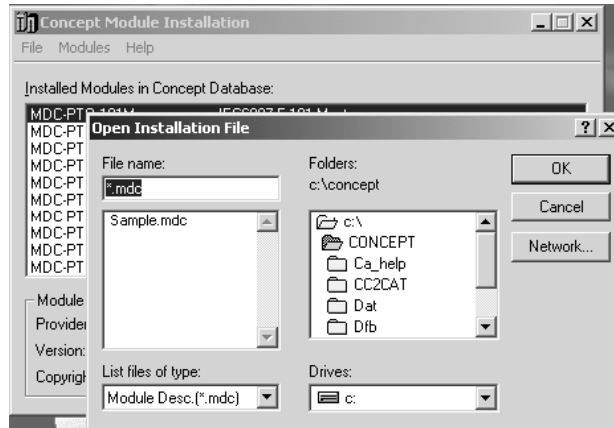 Concept Module Installation
File Modules Help
Installed Modules in Concept Database:
MDC-PT
MDC-PT
MDC-PT
MDC-PT
MDC-PT
MDC-PT
MDC-PT
MDC-PT
MDC-PT
MDC-PT
Module
Provider
Version:
Copyrigh
Open Installation File
File name:
*.mdc
Sample.mdc
List files of type:
Module Desc.(*.mdc)
Folders:
c:\concept
c:\
CONCEPT
Ca_help
CC2CAT
Dat
Dfb
Drives:
c:
OK
Cancel
Network...